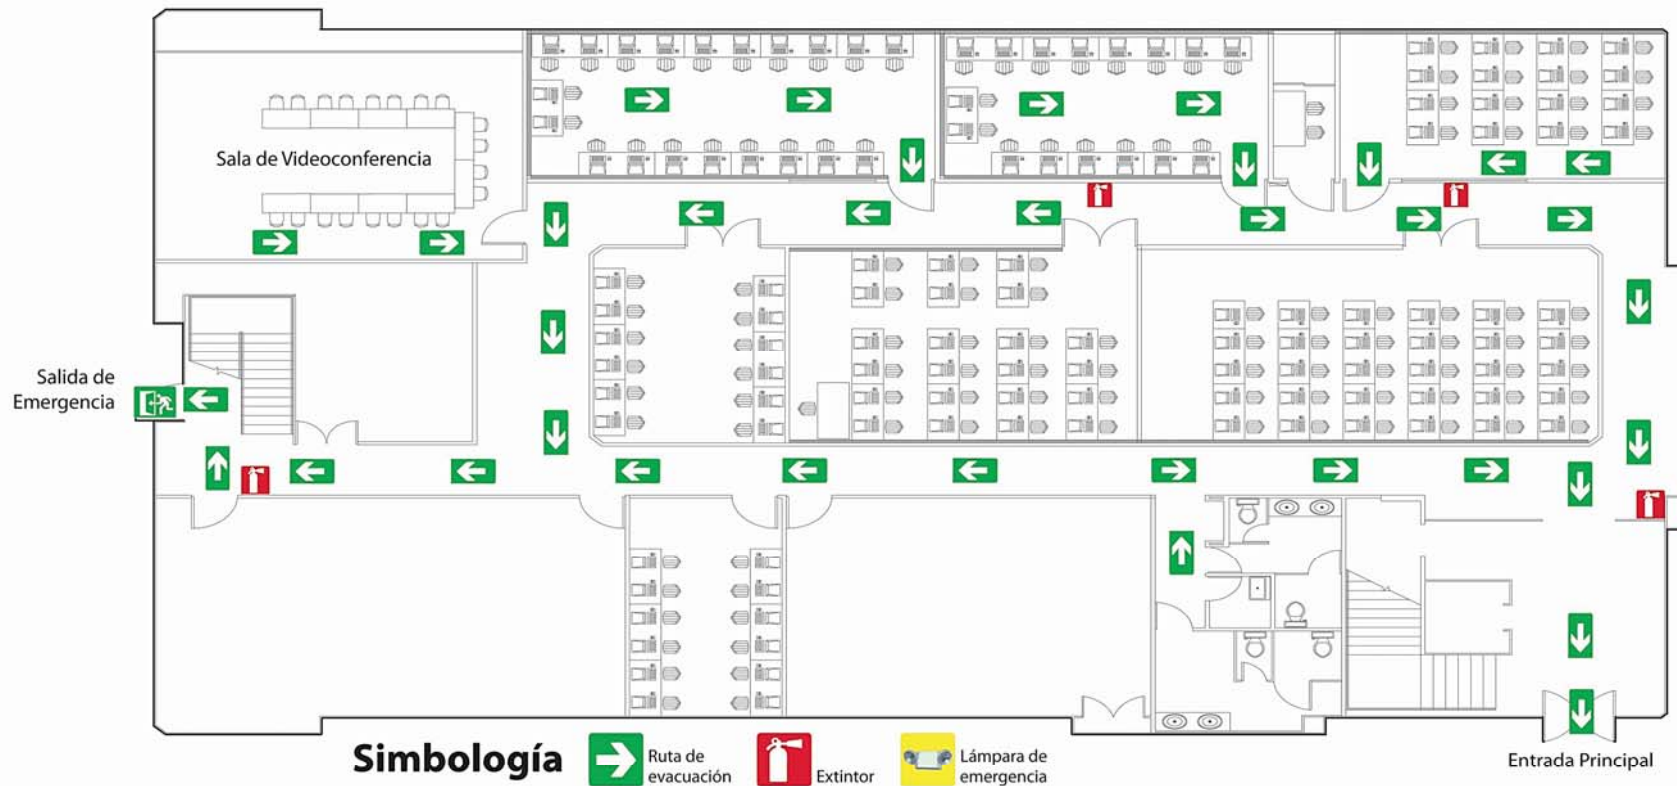 Sala de Videoconferencia
Salida de
Emergencia
Entrada Principal
Simbología
Ruta de
evacuación
Extintor
Lámpara de
emergencia